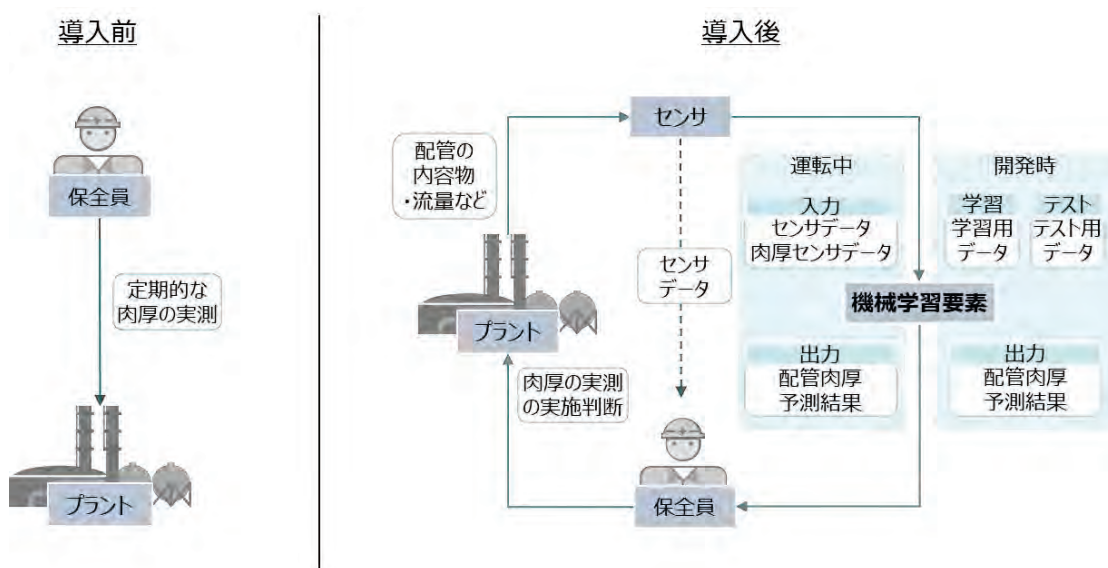 導入前
保全員
定期的な
肉厚の実測
プラント
導入後
センサ
配管の
内容物
・流量など
プラント
センサ
データ
肉厚の実測
の実施判断
保全員
運転中
入力
センサデータ
肉厚センサデータ
開発時
学習
学習用
データ
テスト
テスト用
データ
機械学習要素
出力
配管肉厚
予測結果
出力
配管肉厚
予測結果